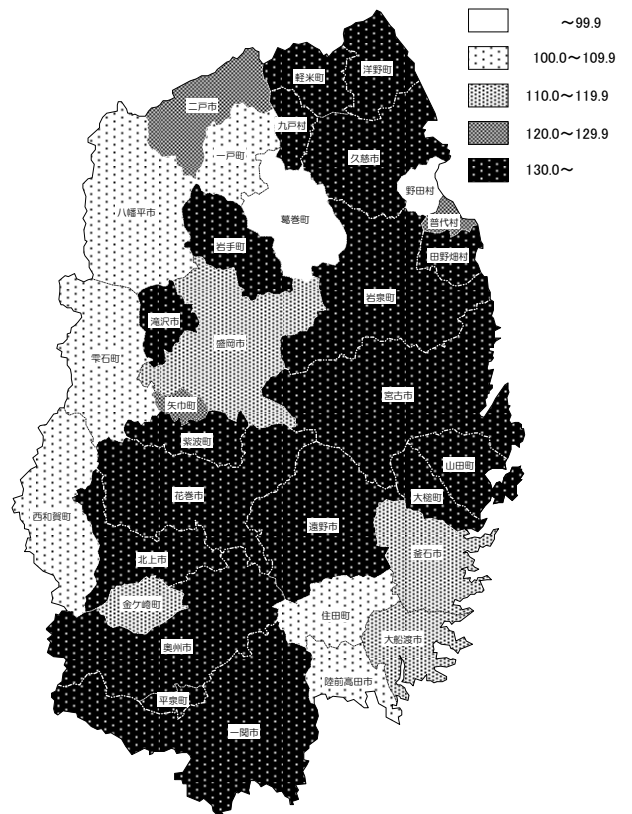 ～99.9
100.0～109.9
110.0～119.9
120.0～129.9
130.0～
洋野町
軽米町
二戸市
九戸村
一戸町
久慈市
野田村
八幡平市
葛巻町
普代村
岩手町
田野畑村
岩泉町
滝沢市
盛岡市
雫石町
宮古市
矢巾町
紫波町
山田町
花巻市
大槌町
西和賀町
遠野市
釜石市
北上市
金ケ崎町
住田町
大船渡市
奥州市
陸前高田市
平泉町
一関市